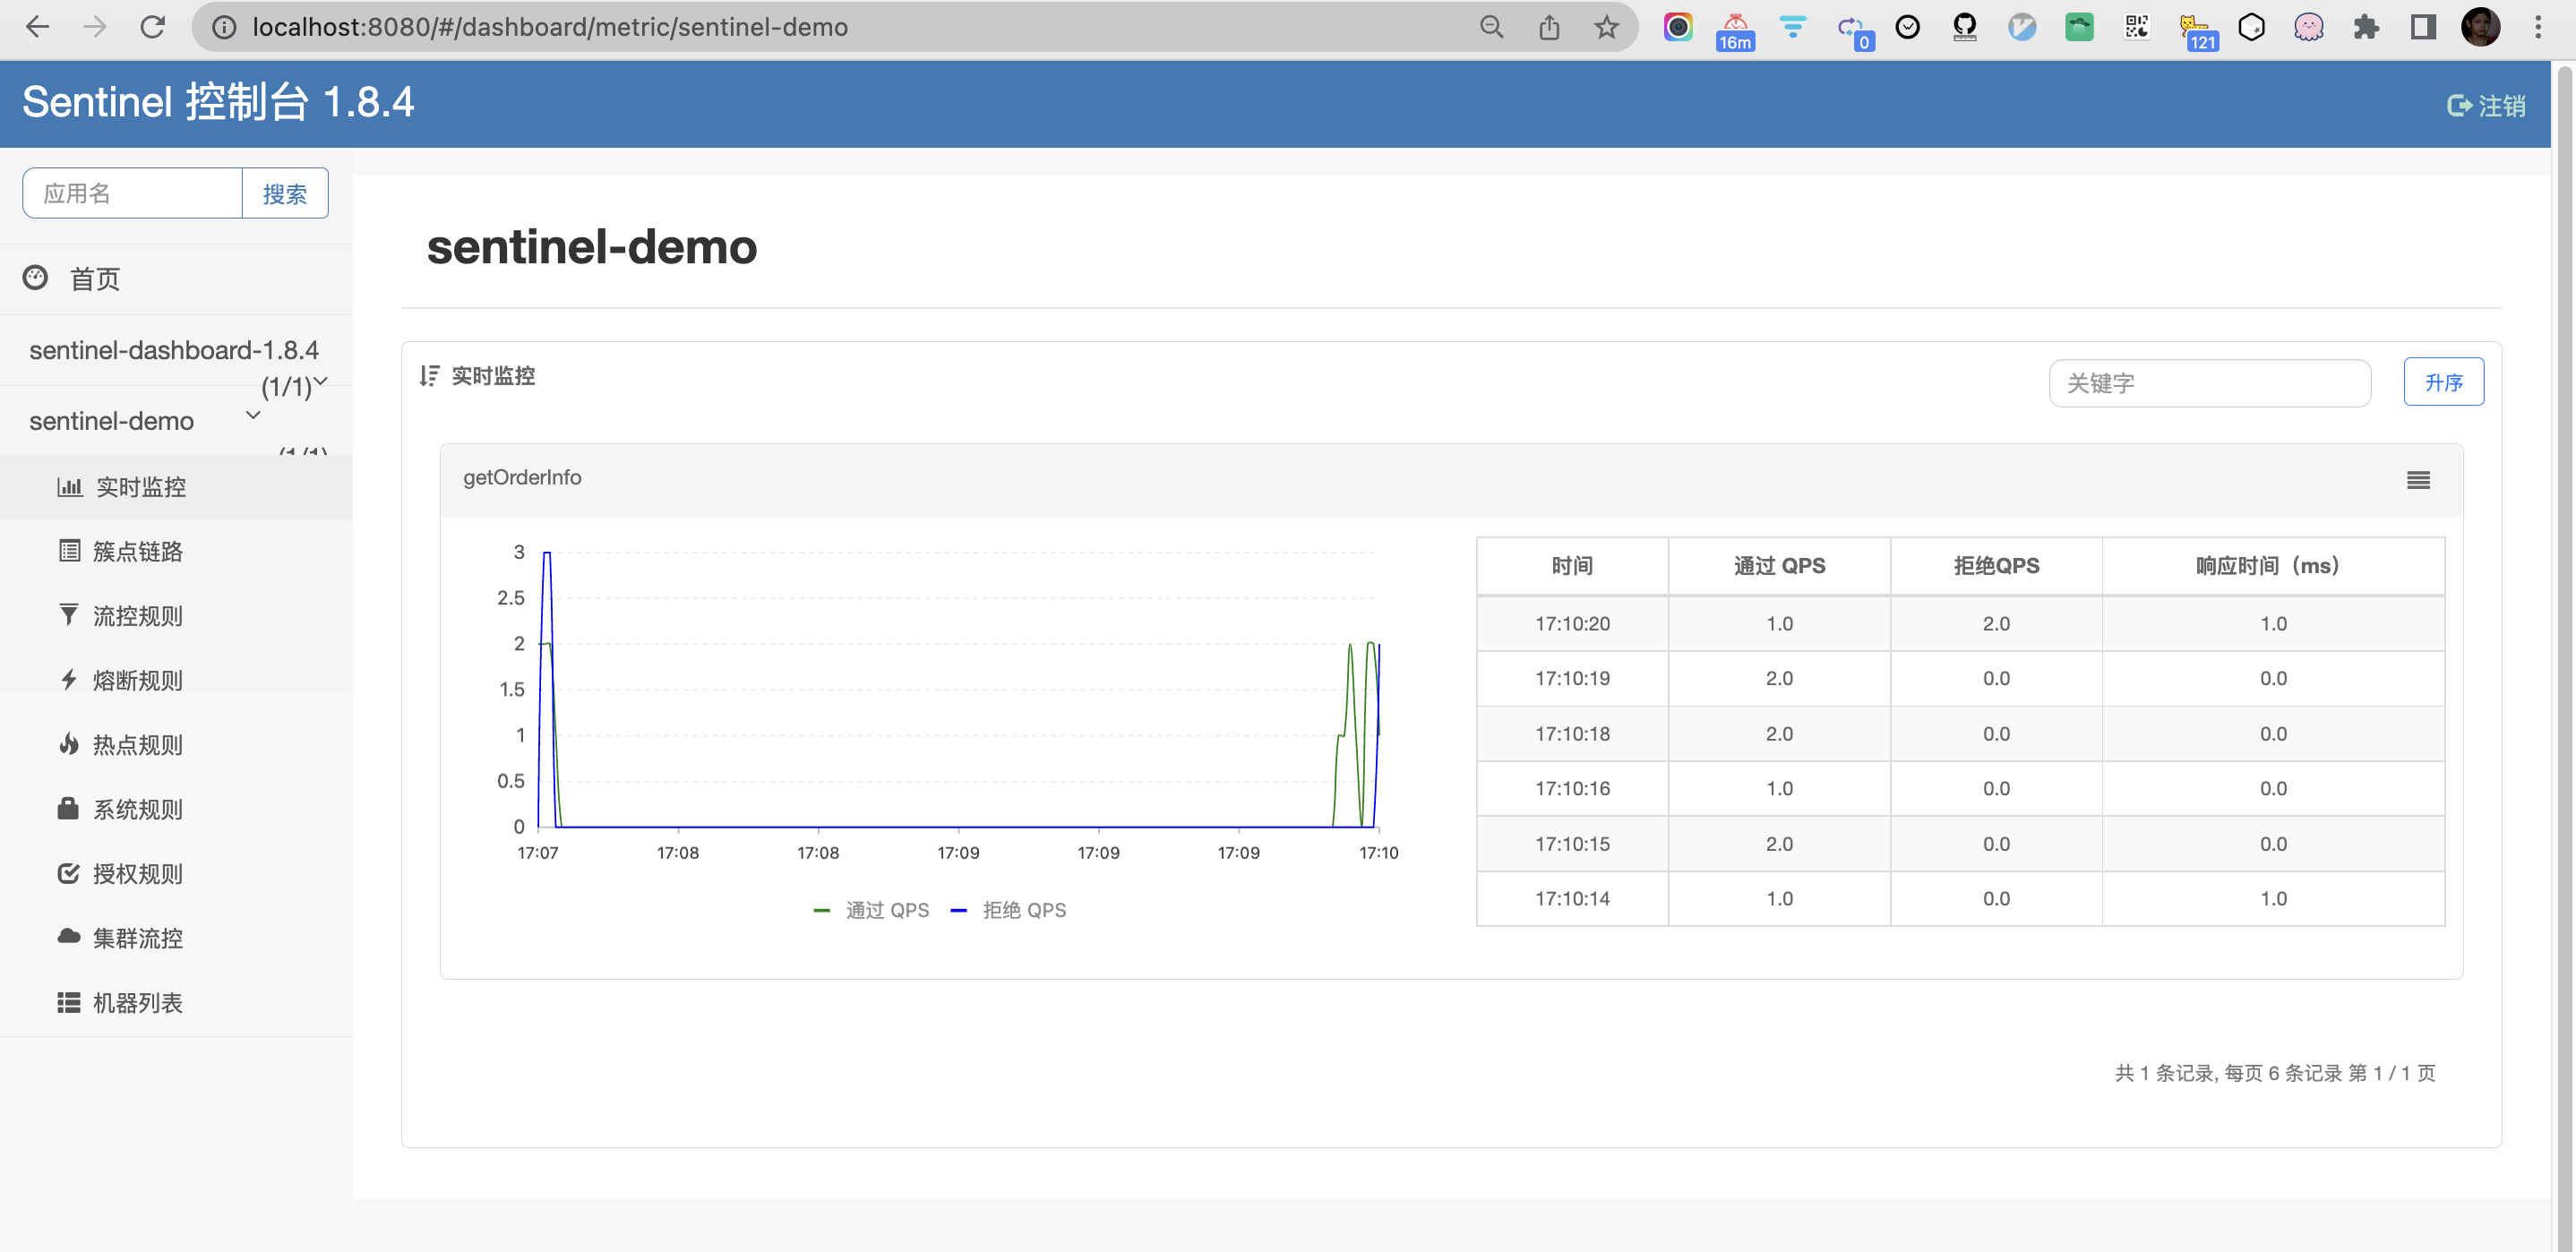 localhost:8080/#/dashboard/metric/sentinel-demo
16m
0
121
Sentinel 控制台 1.8.4
注销
应用名
搜索
首页
sentinel-dashboard-1.8.4
(1/1)
sentinel-demo
(1/1)
实时监控
簇点链路
流控规则
熔断规则
热点规则
系统规则
授权规则
集群流控
机器列表
sentinel-demo
实时监控
关键字
升序
getOrderInfo
3
2.5
2
1.5
1
0.5
0
17:07 17:08 17:08 17:09 17:09 17:09 17:10
通过 QPS 拒绝 QPS
时间 通过 QPS 拒绝QPS 响应时间（ms）
17:10:20 1.0 2.0 1.0
17:10:19 2.0 0.0 0.0
17:10:18 2.0 0.0 0.0
17:10:16 1.0 0.0 0.0
17:10:15 2.0 0.0 0.0
17:10:14 1.0 0.0 1.0
共 1 条记录, 每页 6 条记录 第 1 / 1 页